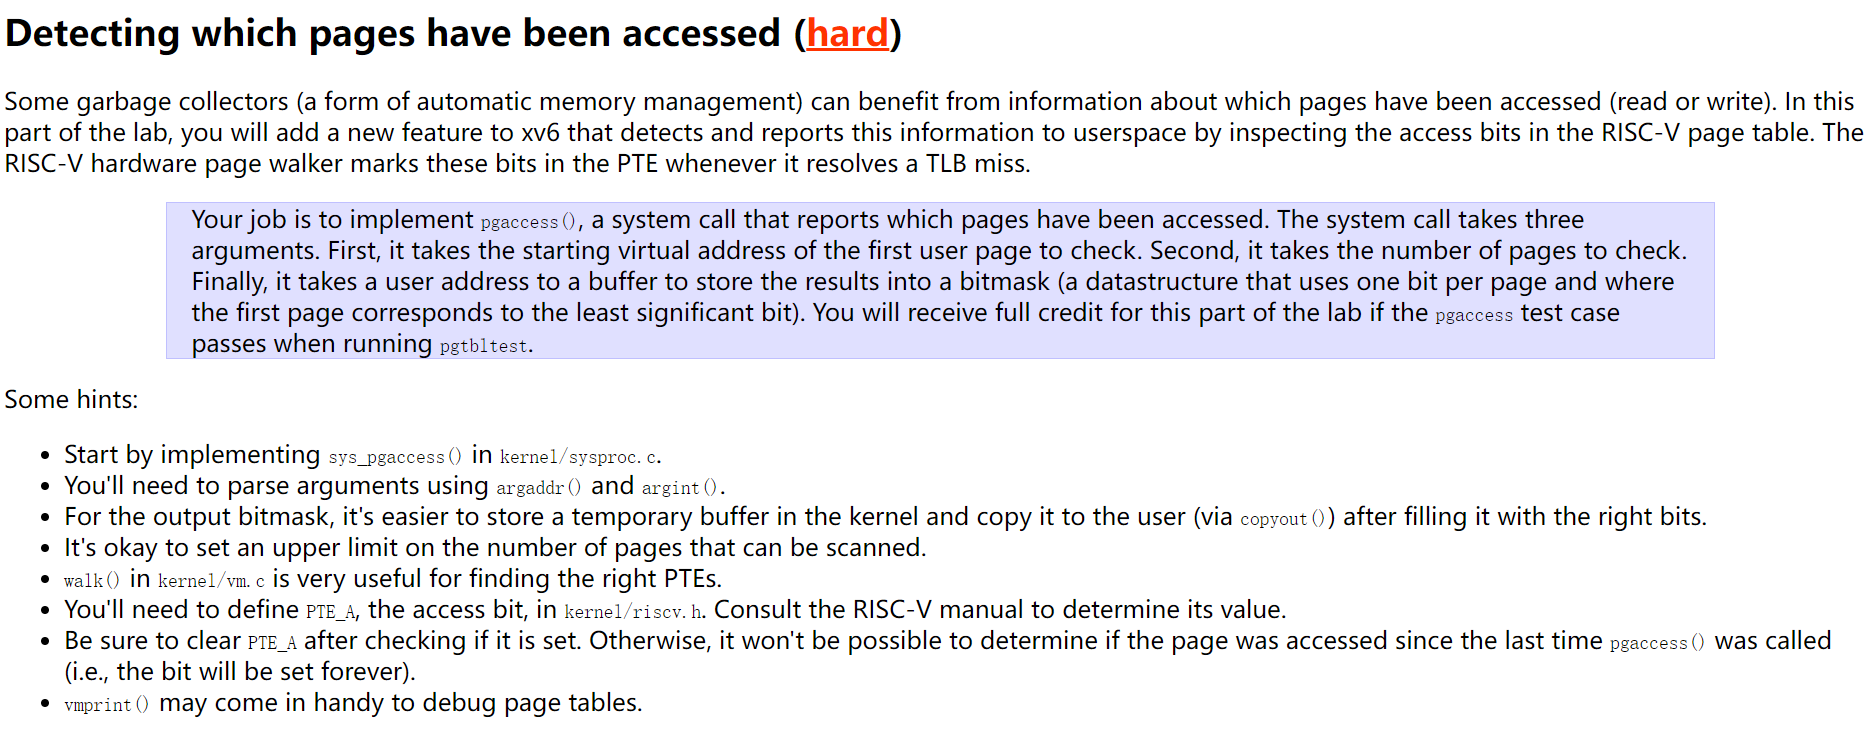 Detecting which pages have been accessed (hard)
Some garbage collectors (a form of automatic memory management) can benefit from information about which pages have been accessed (read or write). In this
part of the lab, you will add a new feature to xv6 that detects and reports this information to userspace by inspecting the access bits in the RISC-V page table. The
RISC-V hardware page walker marks these bits in the PTE whenever it resolves a TLB miss.
Your job is to implement pgaccess(), a system call that reports which pages have been accessed. The system call takes three
arguments. First, it takes the starting virtual address of the first user page to check. Second, it takes the number of pages to check.
Finally, it takes a user address to a buffer to store the results into a bitmask (a datastructure that uses one bit per page and where
the first page corresponds to the least significant bit). You will receive full credit for this part of the lab if the pgaccess test case
passes when running pgtbltest.
Some hints:
• Start by implementing sys_pgaccess() in kernel/sysproc.c.
• You'll need to parse arguments using argaddr() and argint().
• For the output bitmask, it's easier to store a temporary buffer in the kernel and copy it to the user (via copyout()) after filling it with the right bits.
• It's okay to set an upper limit on the number of pages that can be scanned.
• walk() in kernel/vm.c is very useful for finding the right PTEs.
• You'll need to define PTE_A, the access bit, in kernel/riscv.h. Consult the RISC-V manual to determine its value.
• Be sure to clear PTE_A after checking if it is set. Otherwise, it won't be possible to determine if the page was accessed since the last time pgaccess() was called
(i.e., the bit will be set forever).
• vmprint() may come in handy to debug page tables.